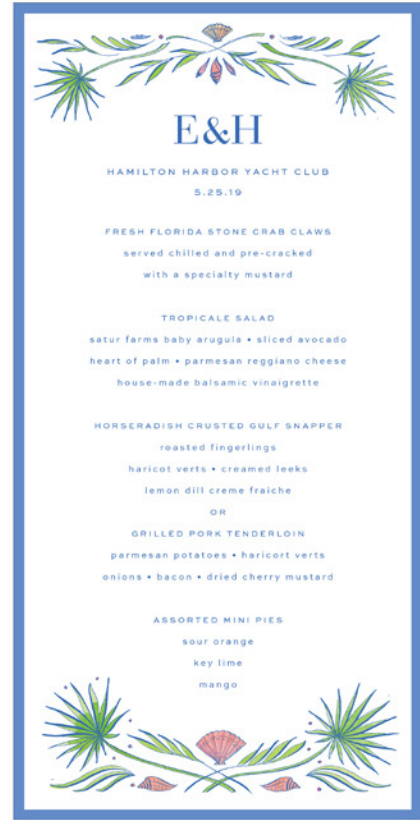 E&H
HAMILTON HARBOR YACHT CLUB
5.25.19
FRESH FLORIDA STONE CRAB CLAWS
served chilled and pre-cracked
with a specialty mustard
TROPICALE SALAD
satur farms baby arugula • sliced avocado
heart of palm • parmesan reggiano cheese
house-made balsamic vinaigrette
HORSERADISH CRUSTED GULF SNAPPER
roasted fingerlings
haricot verts • creamed leeks
lemon dill creme fraiche
OR
GRILLED PORK TENDERLOIN
parmesan potatoes • haricort verts
onions • bacon • dried cherry mustard
ASSORTED MINI PIES
sour orange
key lime
mango